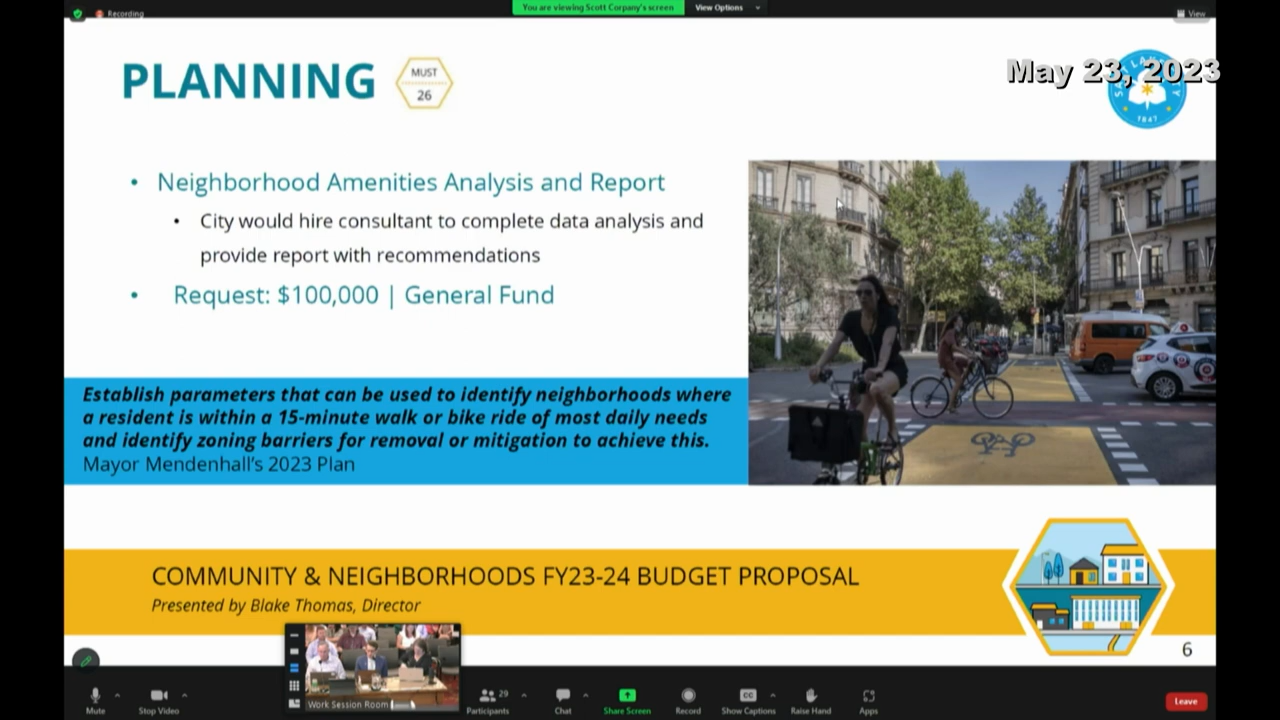 Recording
You are viewing Scott Corpany's screen
View Options
View
PLANNING
MUST
26
May 23, 2023
SALT LAKE CITY
1847
• Neighborhood Amenities Analysis and Report
• City would hire consultant to complete data analysis and
provide report with recommendations
• Request: $100,000 | General Fund
Establish parameters that can be used to identify neighborhoods where
a resident is within a 15-minute walk or bike ride of most daily needs
and identify zoning barriers for removal or mitigation to achieve this.
Mayor Mendenhall's 2023 Plan
COMMUNITY & NEIGHBORHOODS FY23-24 BUDGET PROPOSAL
Presented by Blake Thomas, Director
6
Work Session Room
Mute
Stop Video
Participants
29
Chat
Share Screen
Record
CC
Show Captions
Raise Hand
Apps
Leave